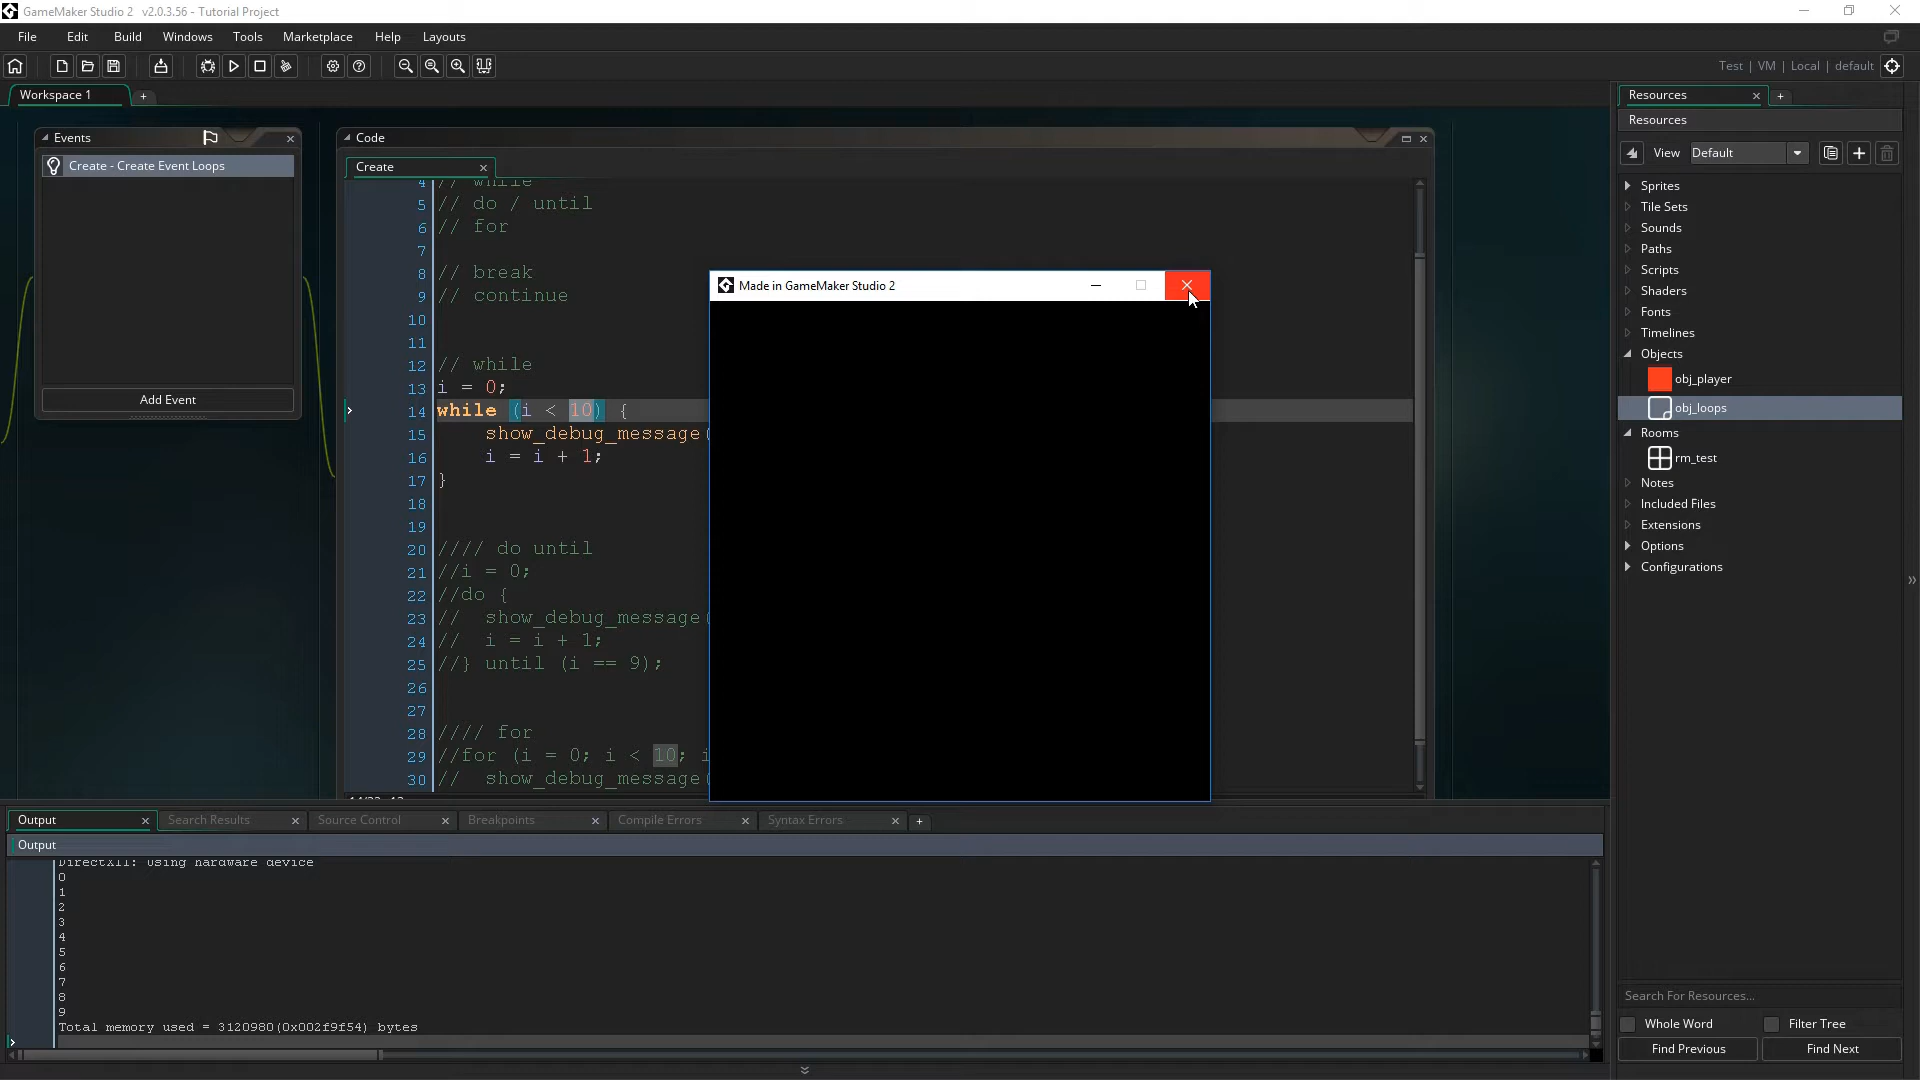 GameMaker Studio 2 v2.0.3.56 - Tutorial Project
File Edit Build Windows Tools Marketplace Help Layouts
Test | VM | Local | default
Workspace 1
Events
Create - Create Event Loops
Add Event
Code
Create
4 // while
5 // do / until
6 // for
7
8 // break
9 // continue
10
11
12 // while
13 i = 0;
14 while (i < 10) {
15 show_debug_message(
16 i = i + 1;
17 }
18
19
20 //// do until
21 //i = 0;
22 //do {
23 // show_debug_message(
24 // i = i + 1;
25 //} until (i == 9);
26
27
28 //// for
29 //for (i = 0; i < 10; i
30 // show_debug_message(
Made in GameMaker Studio 2
Resources
Resources
View Default
Sprites
Tile Sets
Sounds
Paths
Scripts
Shaders
Fonts
Timelines
Objects
obj_player
obj_loops
Rooms
rm_test
Notes
Included Files
Extensions
Options
Configurations
Search For Resources...
Whole Word Filter Tree
Find Previous Find Next
Output Search Results Source Control Breakpoints Compile Errors Syntax Errors
Output
DirectX11: Using hardware device
0
1
2
3
4
5
6
7
8
9
Total memory used = 3120980(0x002f9f54) bytes